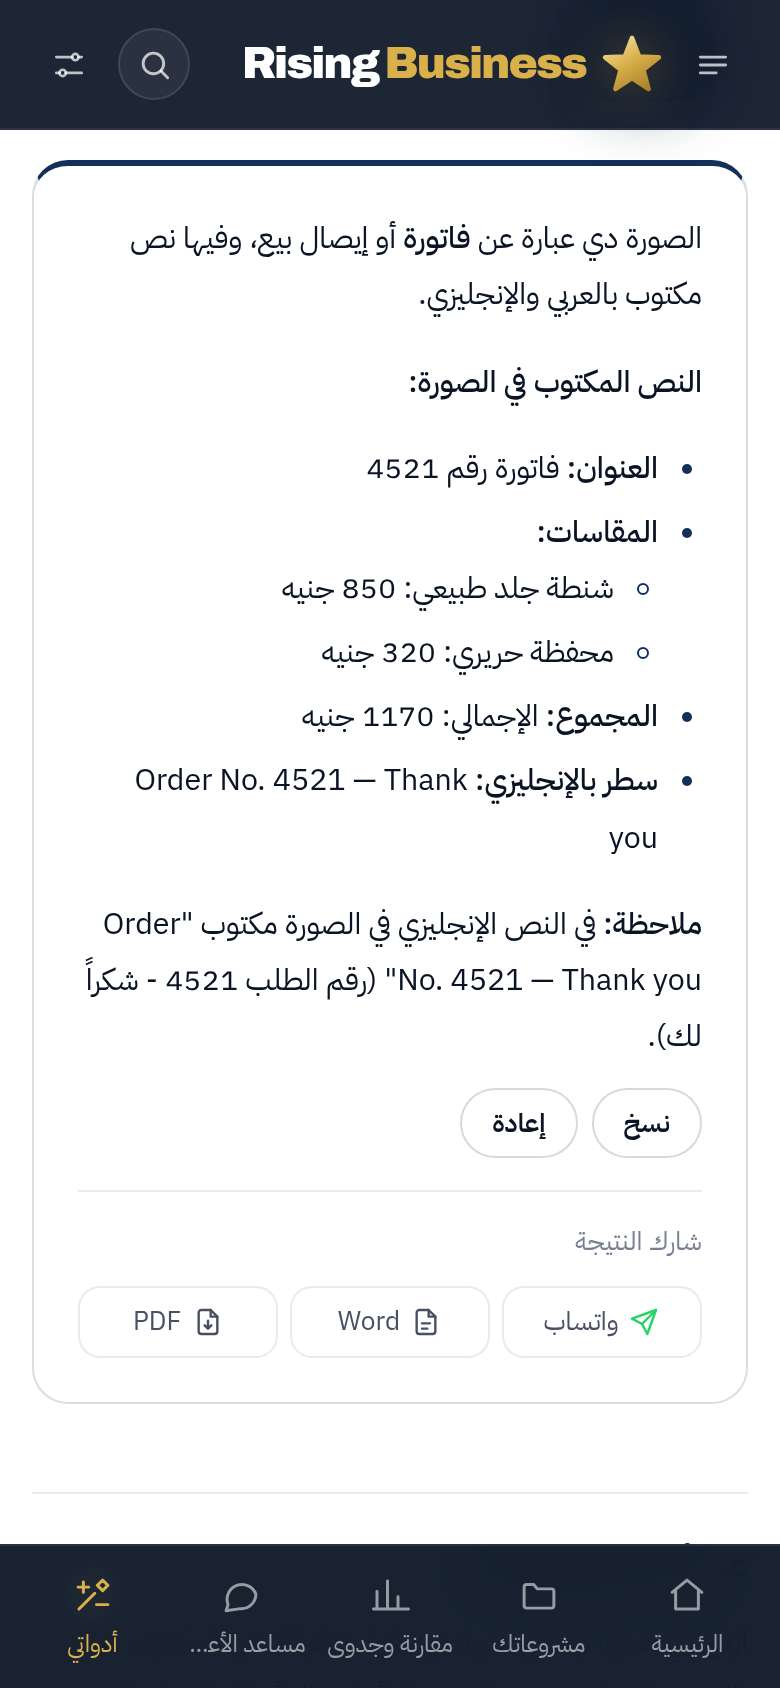 Rising Business
الصورة دي عبارة عن فاتورة أو إيصال بيع، وفيها نص
مكتوب بالعربي والإنجليزي.
النص المكتوب في الصورة:
العنوان: فاتورة رقم 4521
المقاسات:
شنطة جلد طبيعي: 850 جنيه
محفظة حريري: 320 جنيه
المجموع: الإجمالي: 1170 جنيه
سطر بالإنجليزي: Order No. 4521 — Thank
you
ملاحظة: في النص الإنجليزي في الصورة مكتوب "Order
No. 4521 — Thank you" (رقم الطلب 4521 - شكراً
لك).
نسخ
إعادة
شارك النتيجة
واتساب
Word
PDF
الرئيسية
مشروعاتك
مقارنة وجدوى
مساعد الأعـ...
أدواتي